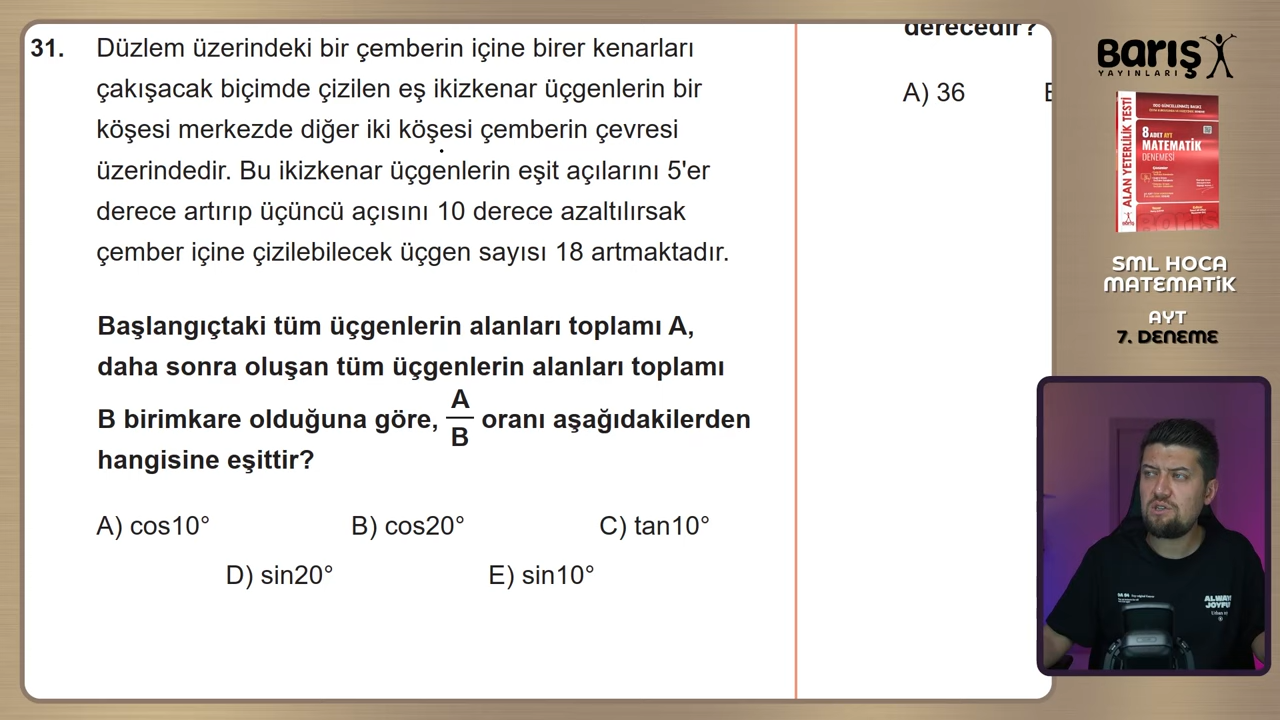 31. Düzlem üzerindeki bir çemberin içine birer kenarları
çakışacak biçimde çizilen eş ikizkenar üçgenlerin bir
köşesi merkezde diğer iki köşesi çemberin çevresi
üzerindedir. Bu ikizkenar üçgenlerin eşit açılarını 5'er
derece artırıp üçüncü açısını 10 derece azaltılırsak
çember içine çizilebilecek üçgen sayısı 18 artmaktadır.
Başlangıçtaki tüm üçgenlerin alanları toplamı A,
daha sonra oluşan tüm üçgenlerin alanları toplamı
B birimkare olduğuna göre, A/B oranı aşağıdakilerden
hangisine eşittir?
A) cos10° B) cos20° C) tan10°
D) sin20° E) sin10°
derecedir?
A) 36
Barış
YAYINLARI
ALAN YETERLİLİK TESTİ
8 ADET AYT
MATEMATİK
DENEMESİ
SML HOCA
MATEMATİK
AYT
7. DENEME